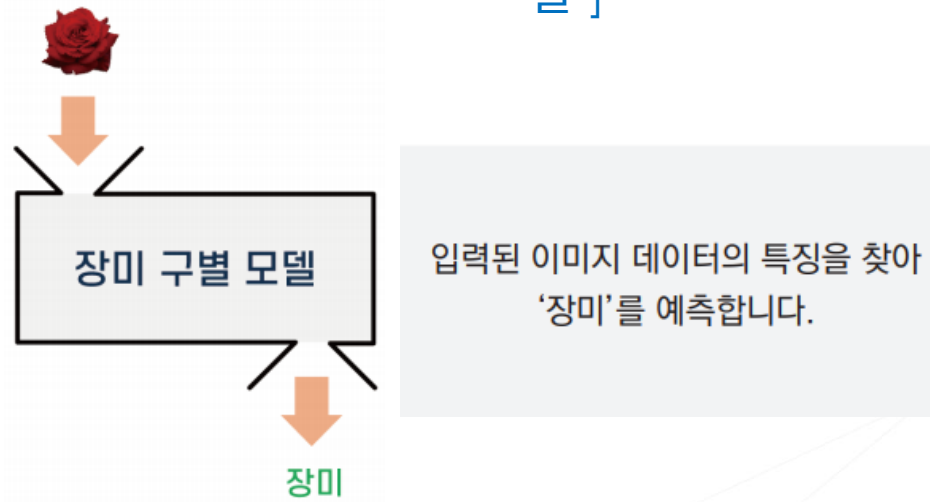 장미 구별 모델
입력된 이미지 데이터의 특징을 찾아
‘장미’를 예측합니다.
장미